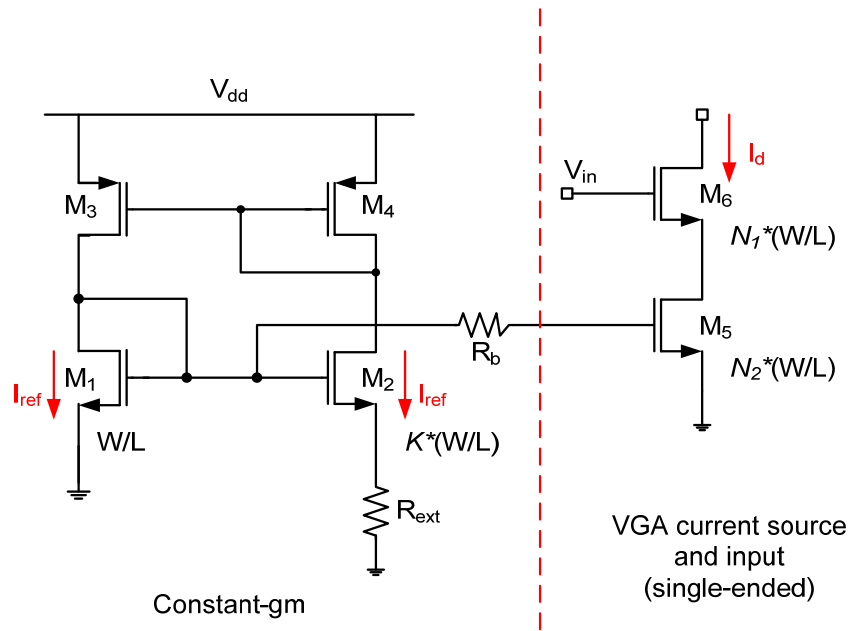 Vdd
M3
M4
Vin
Id
M6
N1*(W/L)
Rb
M5
N2*(W/L)
M1
M2
Iref
Iref
W/L
K*(W/L)
Rext
VGA current source
and input
(single-ended)
Constant-gm